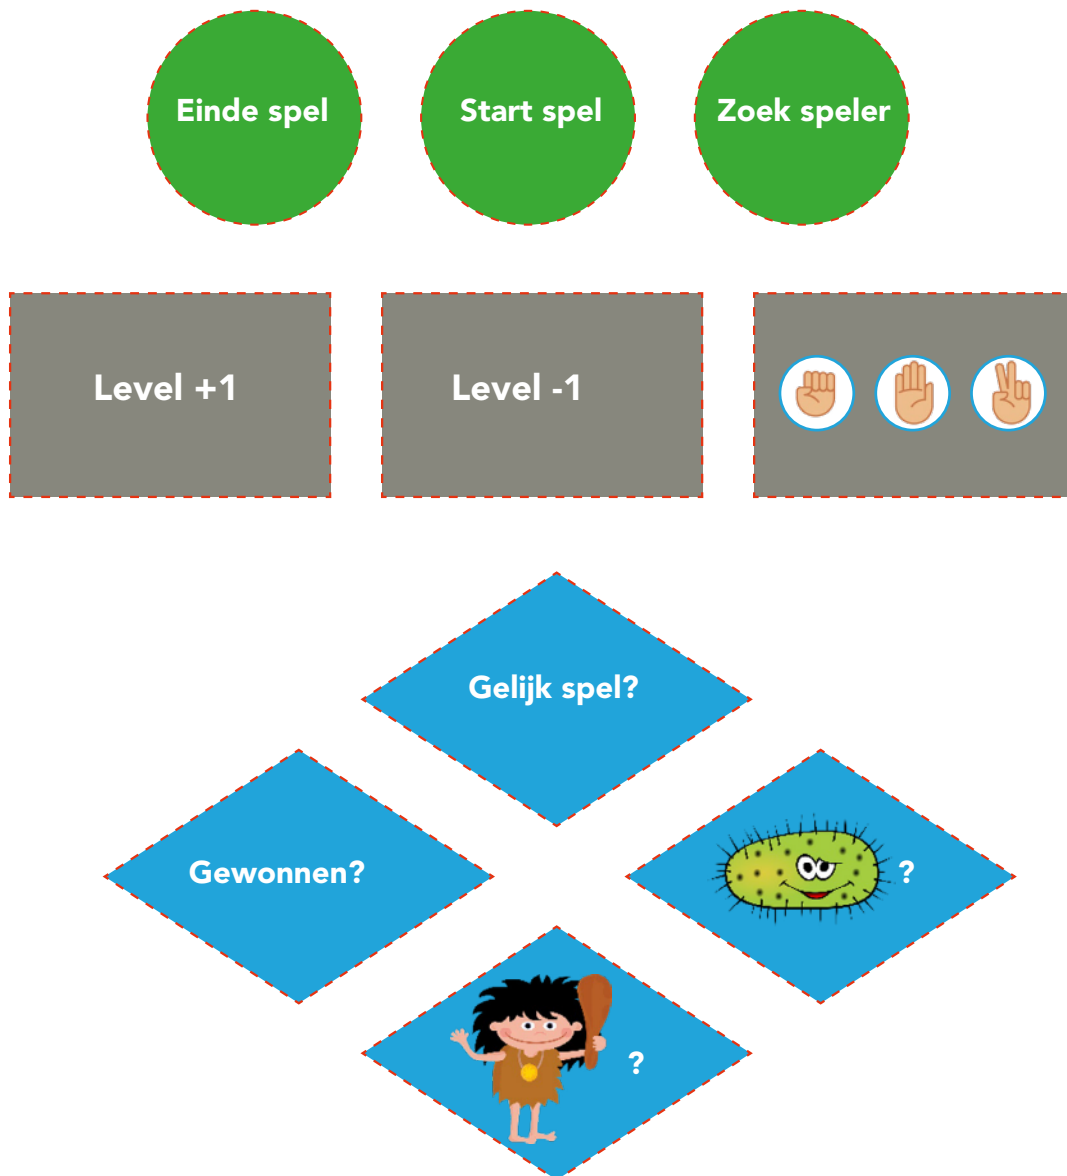 Einde spel
Start spel
Zoek speler
Level +1
Level -1
Gelijk spel?
Gewonnen?
?
?